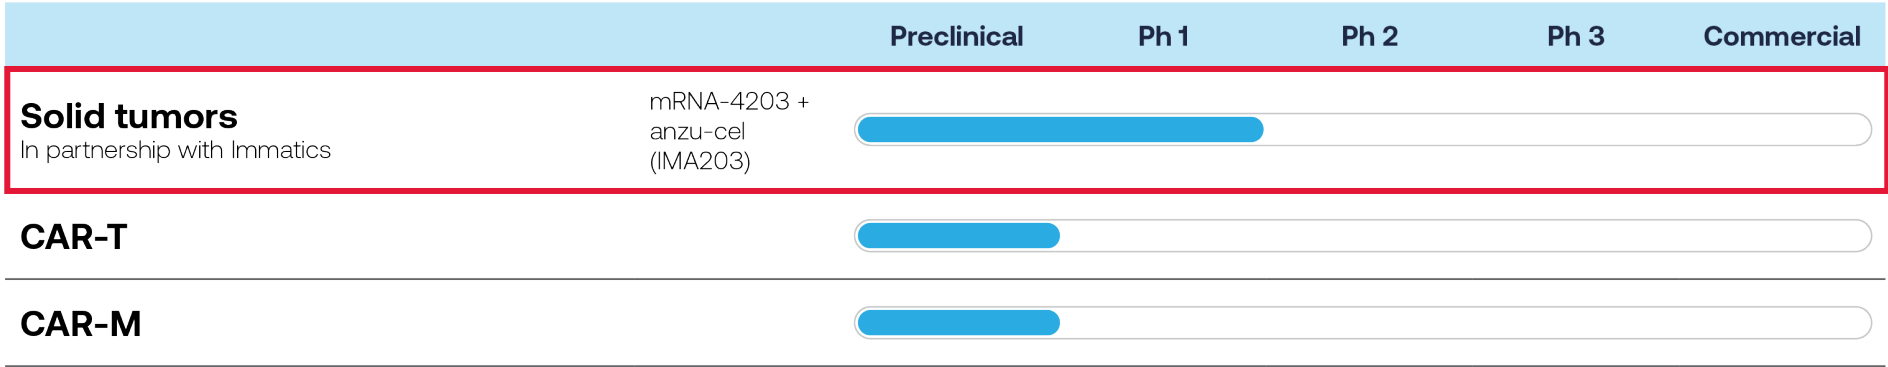 Preclinical Ph 1 Ph 2 Ph 3 Commercial
Solid tumors
In partnership with Immatics
mRNA-4203 +
anzu-cel
(IMA203)
CAR-T
CAR-M